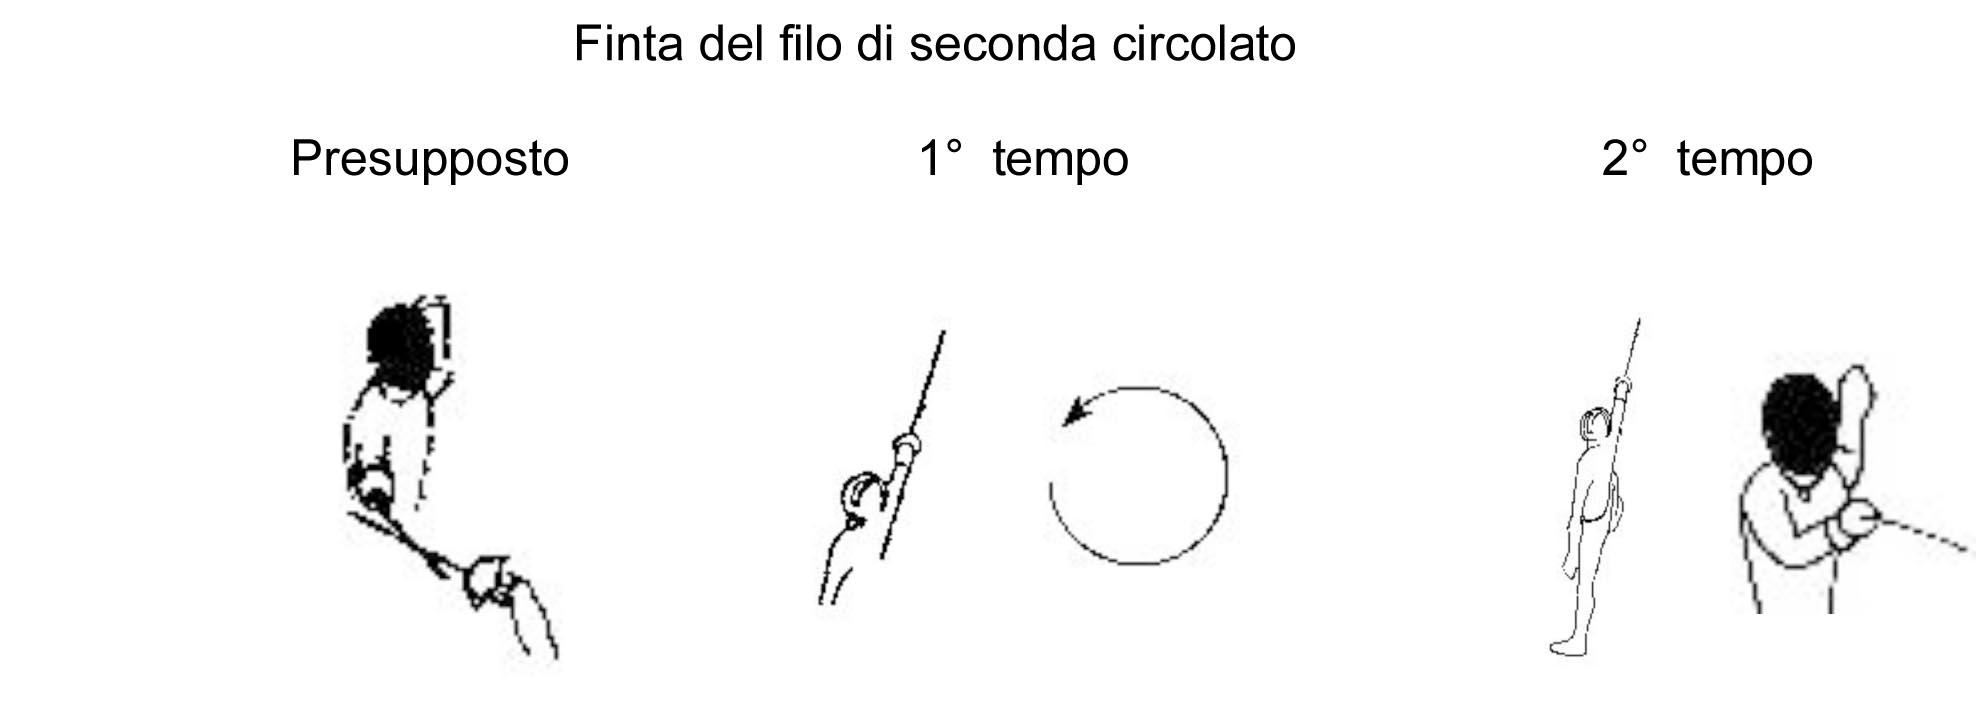 Finta del filo di seconda circolato
Presupposto 1° tempo 2° tempo